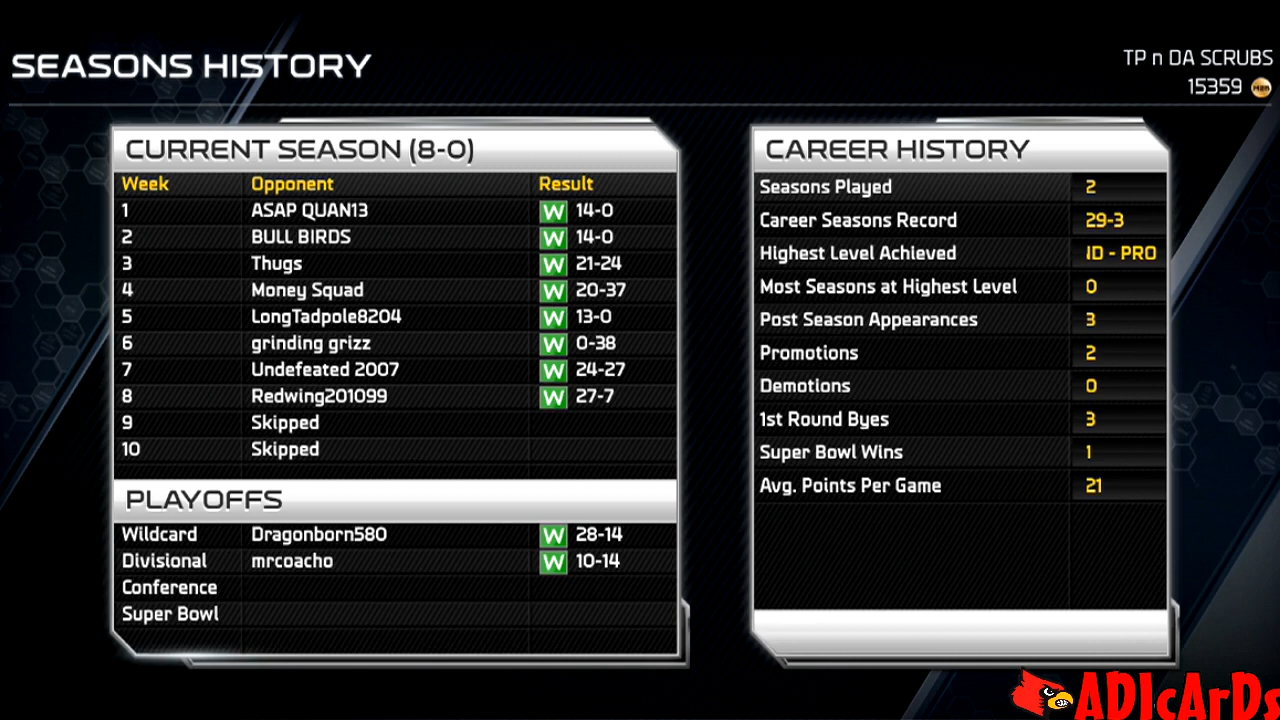 SEASONS HISTORY
TP n DA SCRUBS
15359
CURRENT SEASON (8-0)
Week Opponent Result
1 ASAP QUAN13 W 14-0
2 BULL BIRDS W 14-0
3 Thugs W 21-24
4 Money Squad W 20-37
5 LongTadpole8204 W 13-0
6 grinding grizz W 0-38
7 Undefeated 2007 W 24-27
8 Redwing201099 W 27-7
9 Skipped
10 Skipped
PLAYOFFS
Wildcard Dragonborn580 W 28-14
Divisional mrcoacho W 10-14
Conference
Super Bowl
CAREER HISTORY
Seasons Played 2
Career Seasons Record 29-3
Highest Level Achieved ID - PRO
Most Seasons at Highest Level 0
Post Season Appearances 3
Promotions 2
Demotions 0
1st Round Byes 3
Super Bowl Wins 1
Avg. Points Per Game 21
ADIcArDs